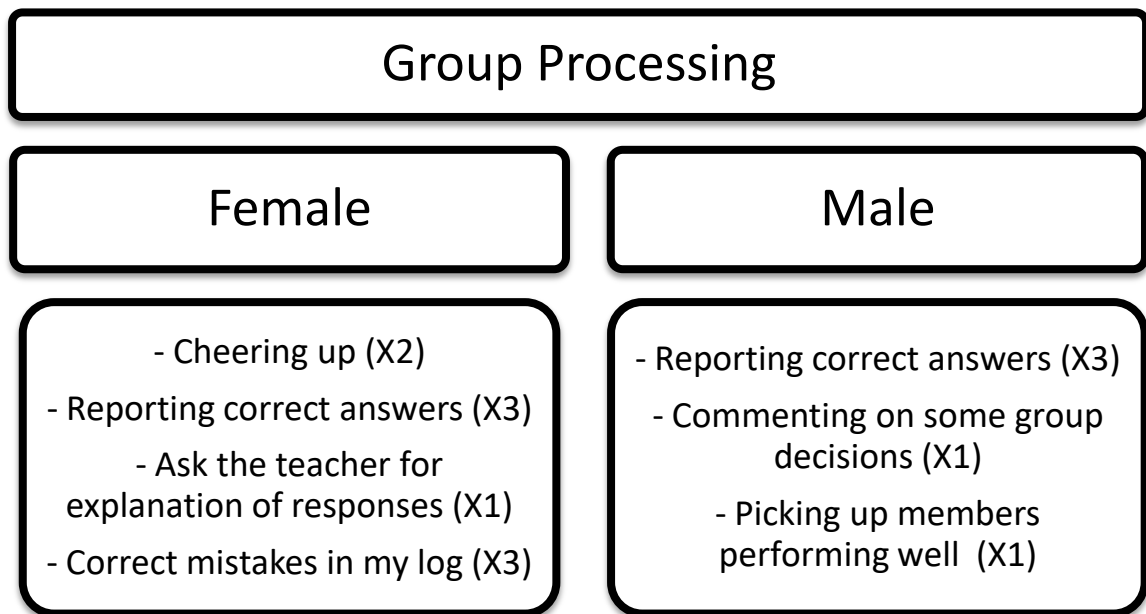 Group Processing
Female
Male
- Cheering up (X2)
- Reporting correct answers (X3)
- Ask the teacher for
explanation of responses (X1)
- Correct mistakes in my log (X3)
- Reporting correct answers (X3)
- Commenting on some group
decisions (X1)
- Picking up members
performing well  (X1)